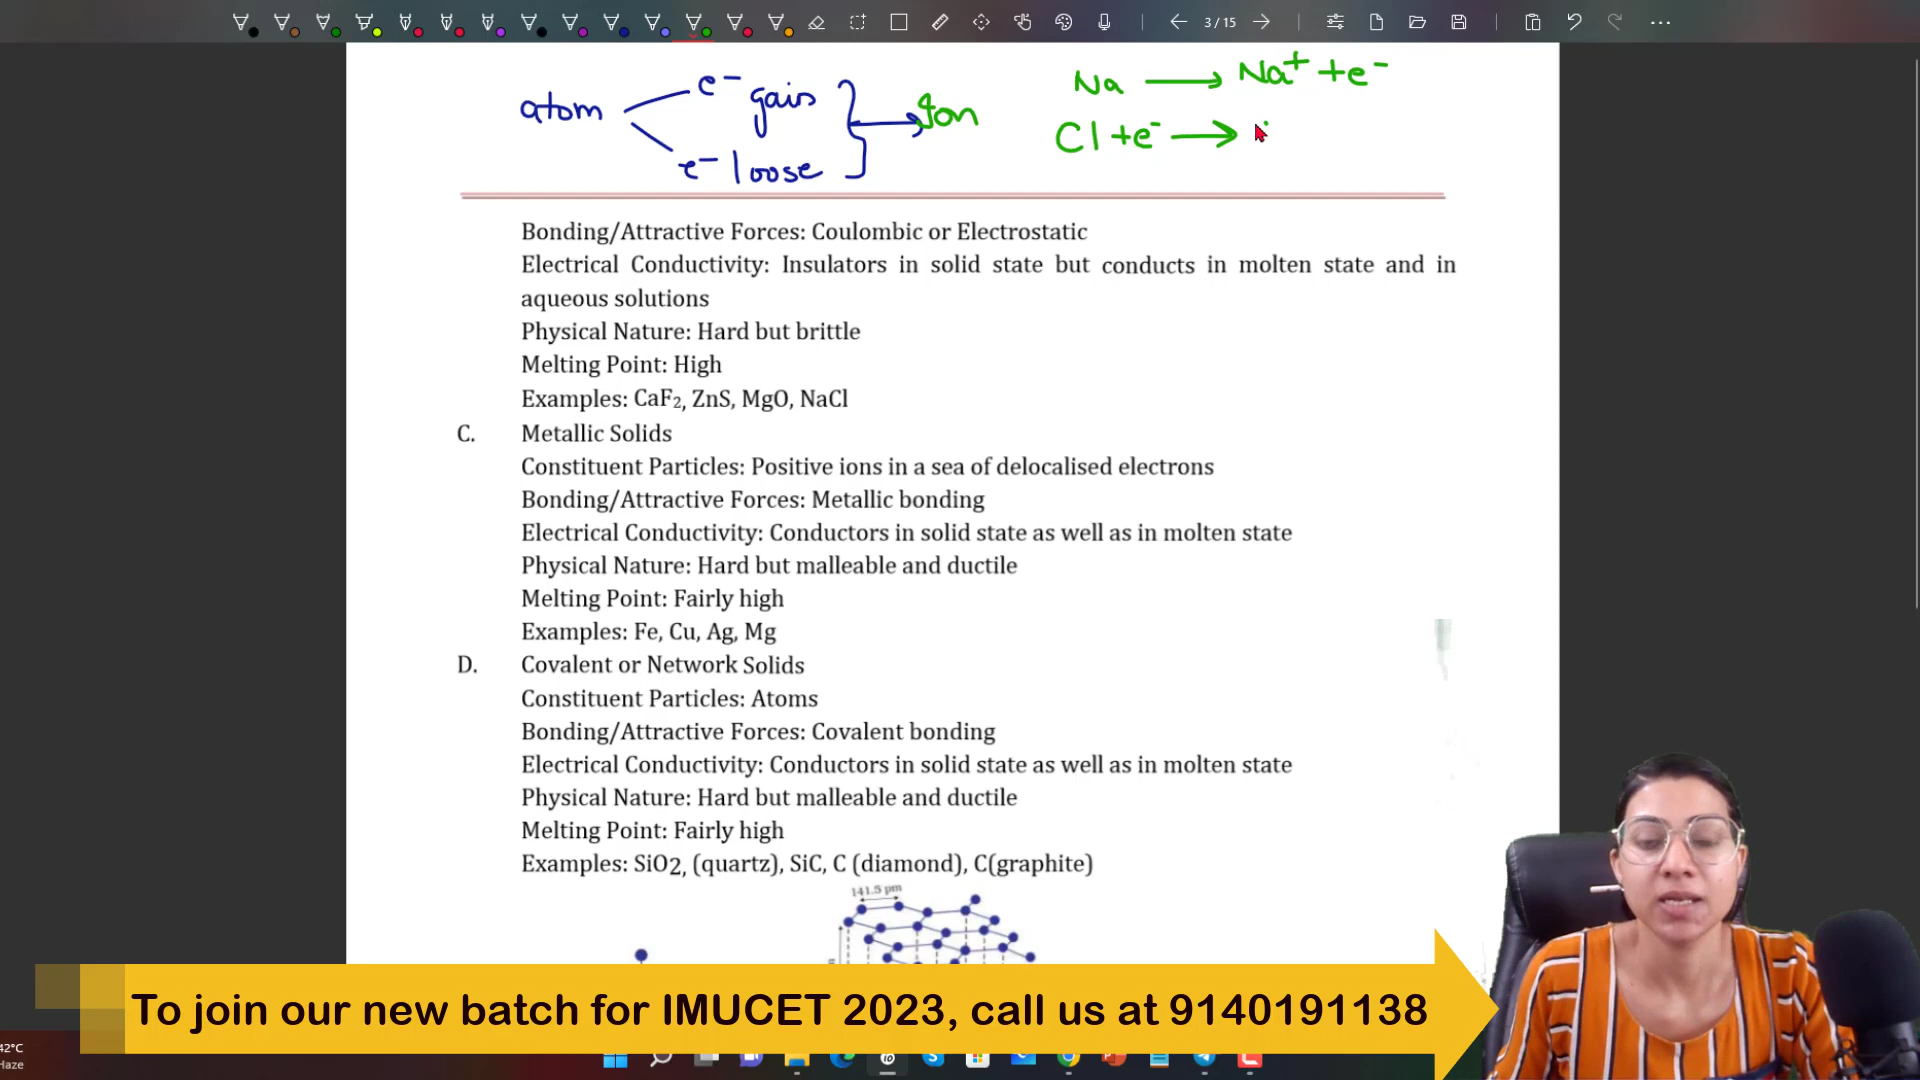 3 / 15
atom
e⁻ gain
e⁻ loose
Ion
Na → Na⁺ + e⁻
Cl + e⁻ →
Bonding/Attractive Forces: Coulombic or Electrostatic
Electrical Conductivity: Insulators in solid state but conducts in molten state and in
aqueous solutions
Physical Nature: Hard but brittle
Melting Point: High
Examples: CaF₂, ZnS, MgO, NaCl
C. Metallic Solids
Constituent Particles: Positive ions in a sea of delocalised electrons
Bonding/Attractive Forces: Metallic bonding
Electrical Conductivity: Conductors in solid state as well as in molten state
Physical Nature: Hard but malleable and ductile
Melting Point: Fairly high
Examples: Fe, Cu, Ag, Mg
D. Covalent or Network Solids
Constituent Particles: Atoms
Bonding/Attractive Forces: Covalent bonding
Electrical Conductivity: Conductors in solid state as well as in molten state
Physical Nature: Hard but malleable and ductile
Melting Point: Fairly high
Examples: SiO2, (quartz), SiC, C (diamond), C(graphite)
141.5 pm
To join our new batch for IMUCET 2023, call us at 9140191138
42°C
Haze